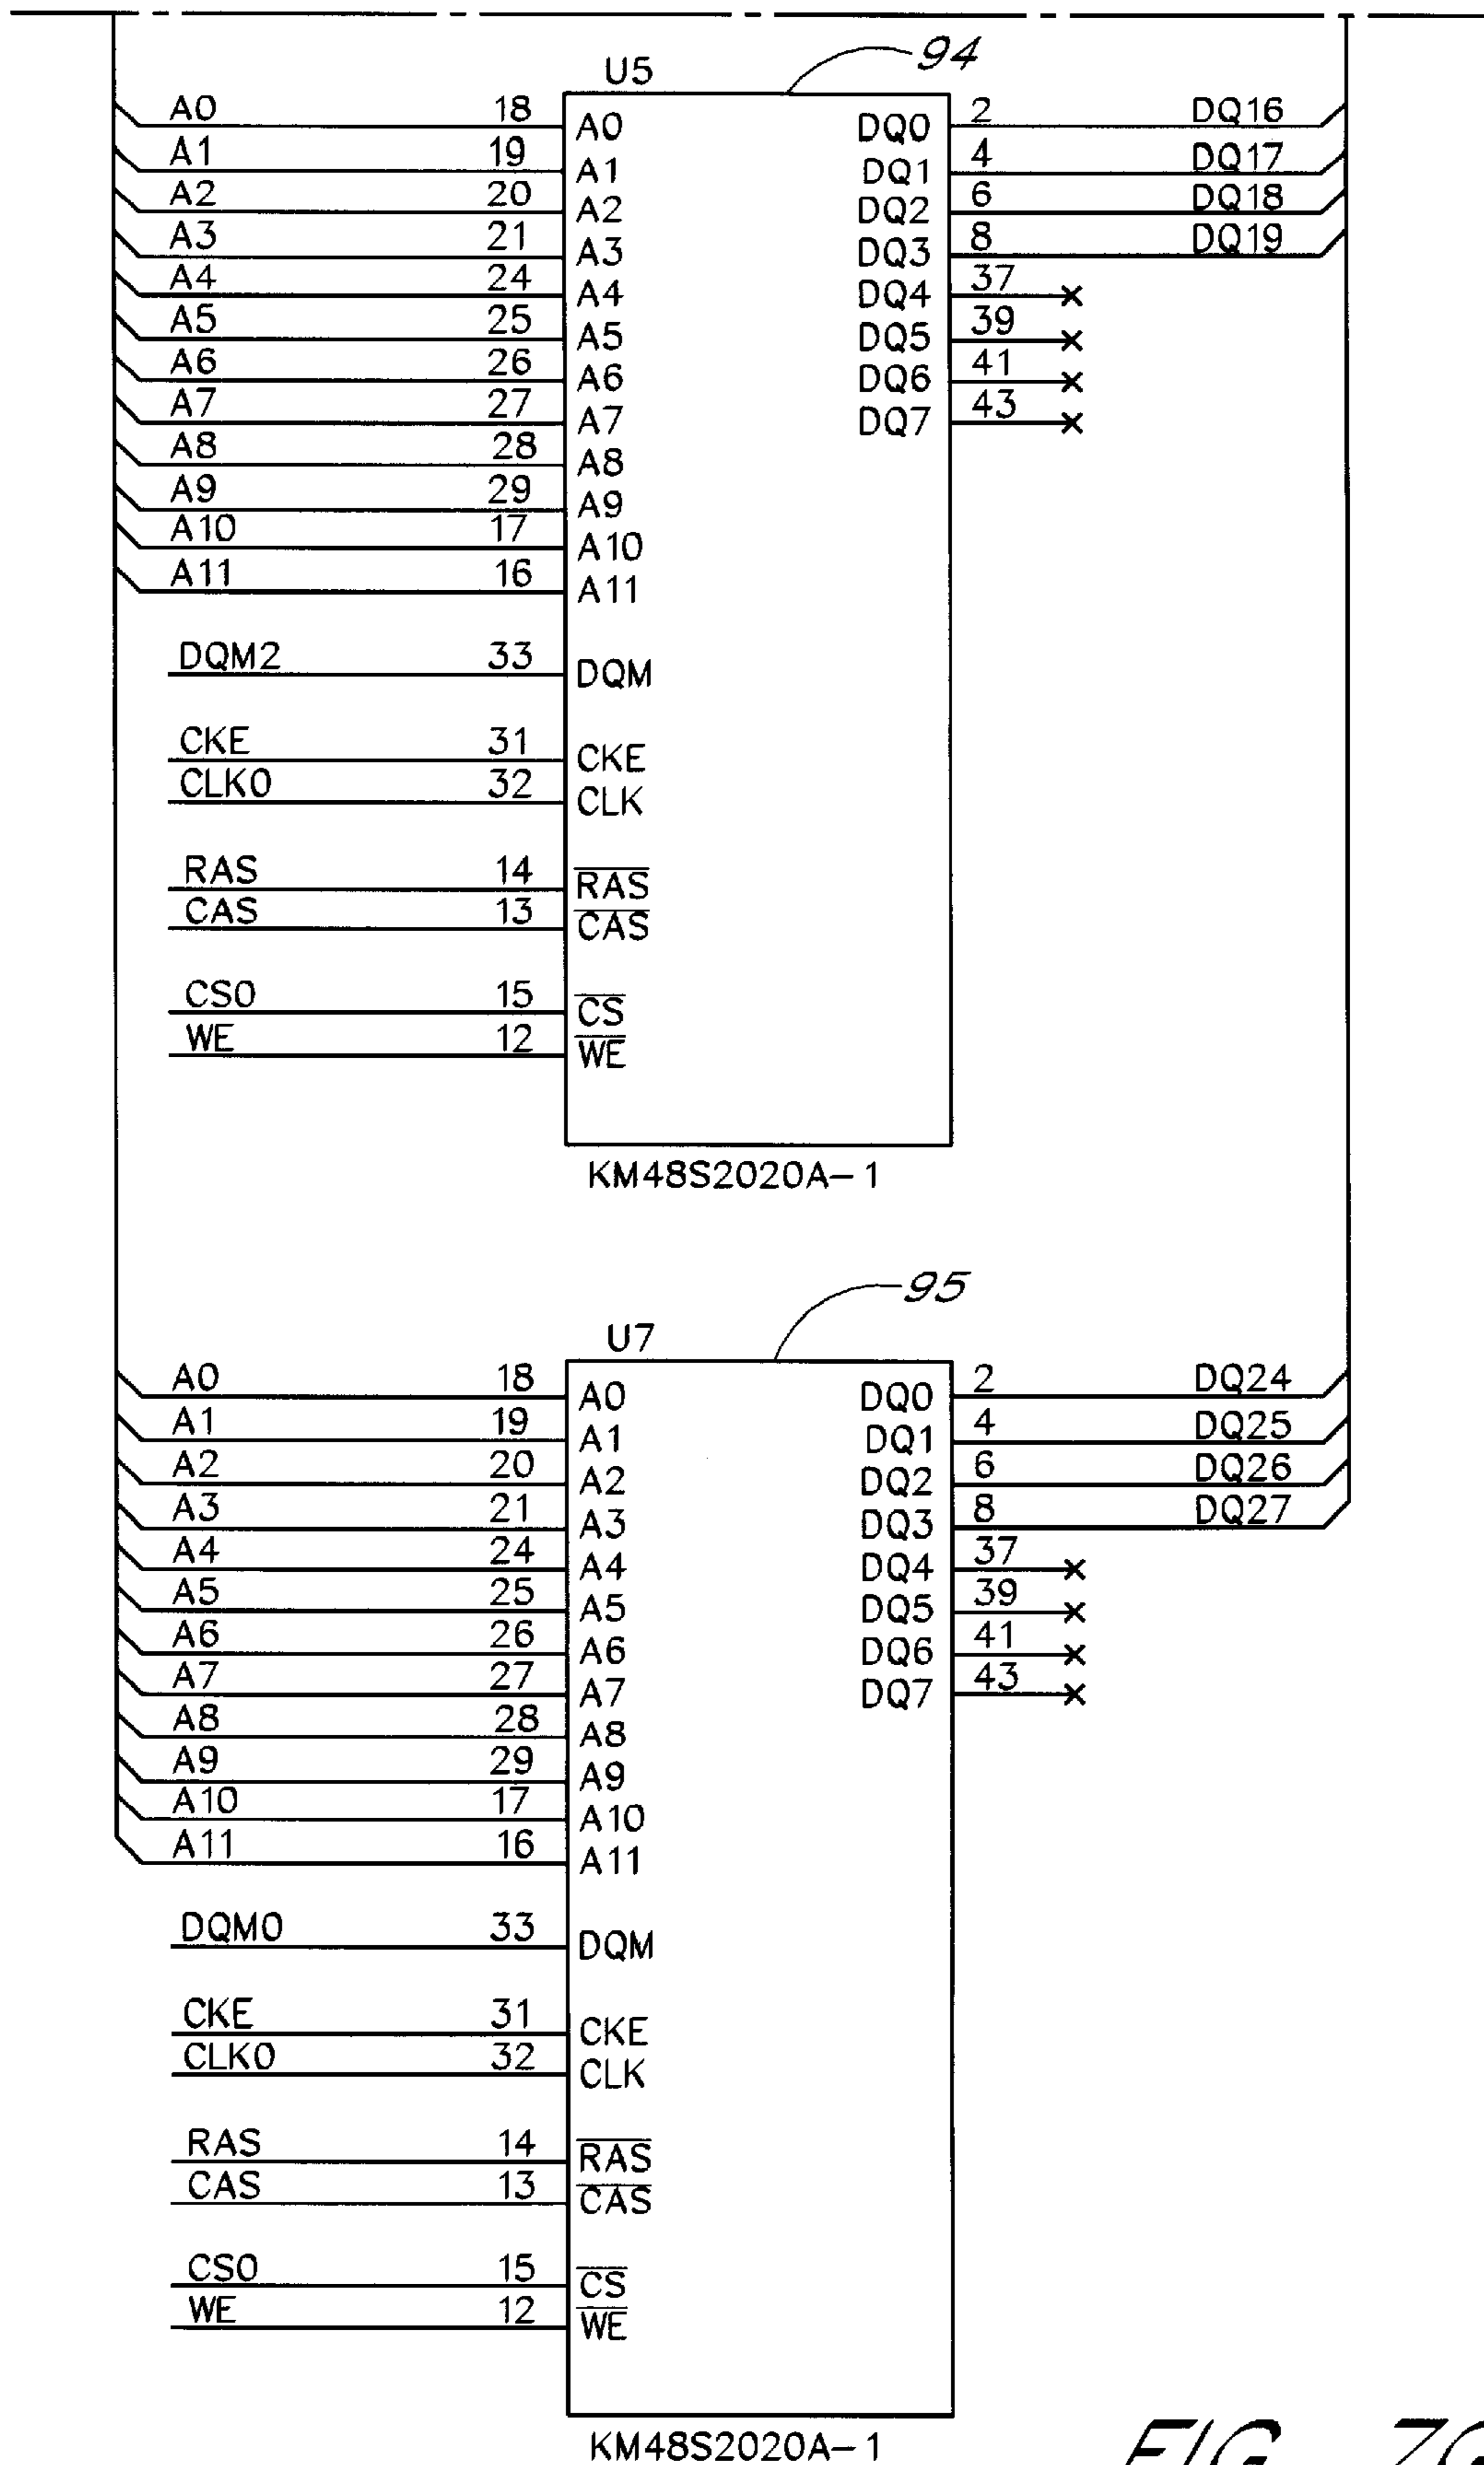 94
U5
A0 18 A0 DQ0 2 DQ16
A1 19 A1 DQ1 4 DQ17
A2 20 A2 DQ2 6 DQ18
A3 21 A3 DQ3 8 DQ19
A4 24 A4 DQ4 37
A5 25 A5 DQ5 39
A6 26 A6 DQ6 41
A7 27 A7 DQ7 43
A8 28 A8
A9 29 A9
A10 17 A10
A11 16 A11
DQM2 33 DQM
CKE 31 CKE
CLK0 32 CLK
RAS 14 RAS
CAS 13 CAS
CS0 15 CS
WE 12 WE
KM48S2020A-1
95
U7
A0 18 A0 DQ0 2 DQ24
A1 19 A1 DQ1 4 DQ25
A2 20 A2 DQ2 6 DQ26
A3 21 A3 DQ3 8 DQ27
A4 24 A4 DQ4 37
A5 25 A5 DQ5 39
A6 26 A6 DQ6 41
A7 27 A7 DQ7 43
A8 28 A8
A9 29 A9
A10 17 A10
A11 16 A11
DQM0 33 DQM
CKE 31 CKE
CLK0 32 CLK
RAS 14 RAS
CAS 13 CAS
CS0 15 CS
WE 12 WE
KM48S2020A-1
FIG.